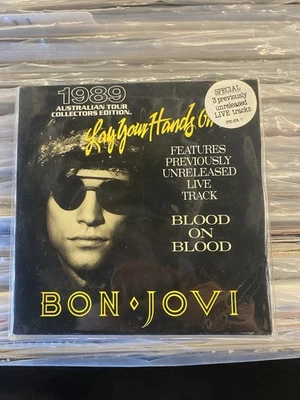 1989
AUSTRALIAN TOUR
COLLECTORS EDITION.
Lay Your Hands On
SPECIAL
3 previously
unreleased
LIVE tracks
FEATURES
PREVIOUSLY
UNRELEASED
LIVE
TRACK
BLOOD
ON
BLOOD
BON JOVI